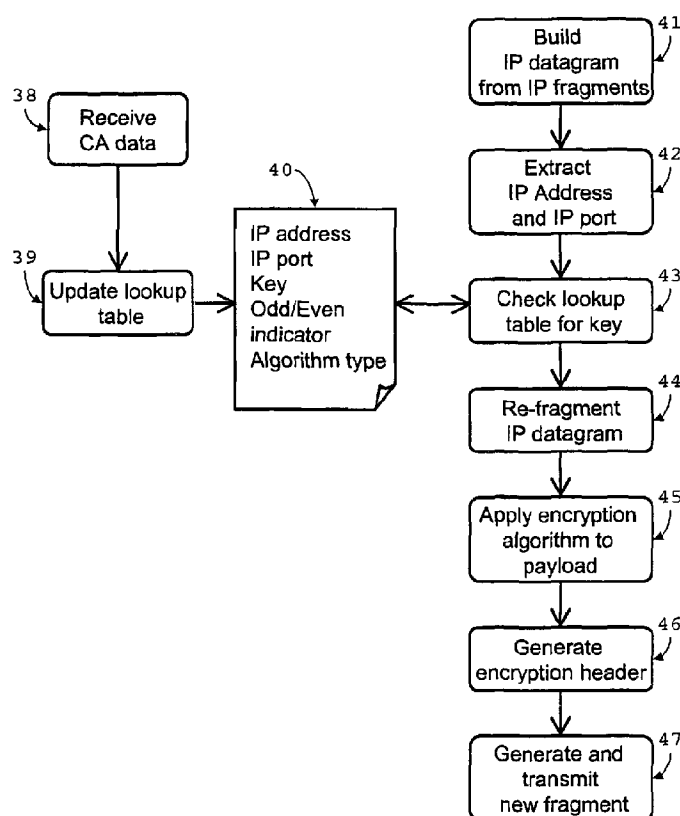 38
Receive
CA data
39
Update lookup
table
40
IP address
IP port
Key
Odd/Even
indicator
Algorithm type
41
Build
IP datagram
from IP fragments
42
Extract
IP Address
and IP port
43
Check lookup
table for key
44
Re-fragment
IP datagram
45
Apply encryption
algorithm to
payload
46
Generate
encryption header
47
Generate and
transmit
new fragment